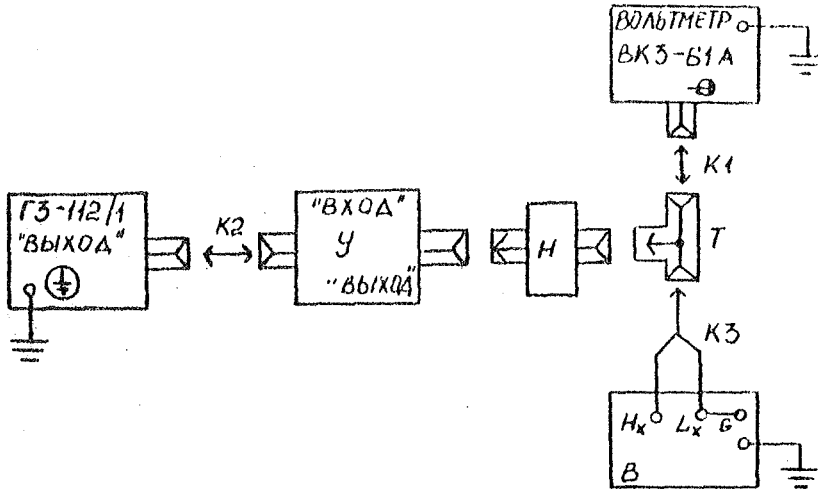 ВОЛЬТМЕТР
ВК3-61А
К1
Г3-112/1
"ВЫХОД"
К2
"ВХОД"
У
"ВЫХОД"
Н
Т
К3
Hx
Lx
G
В